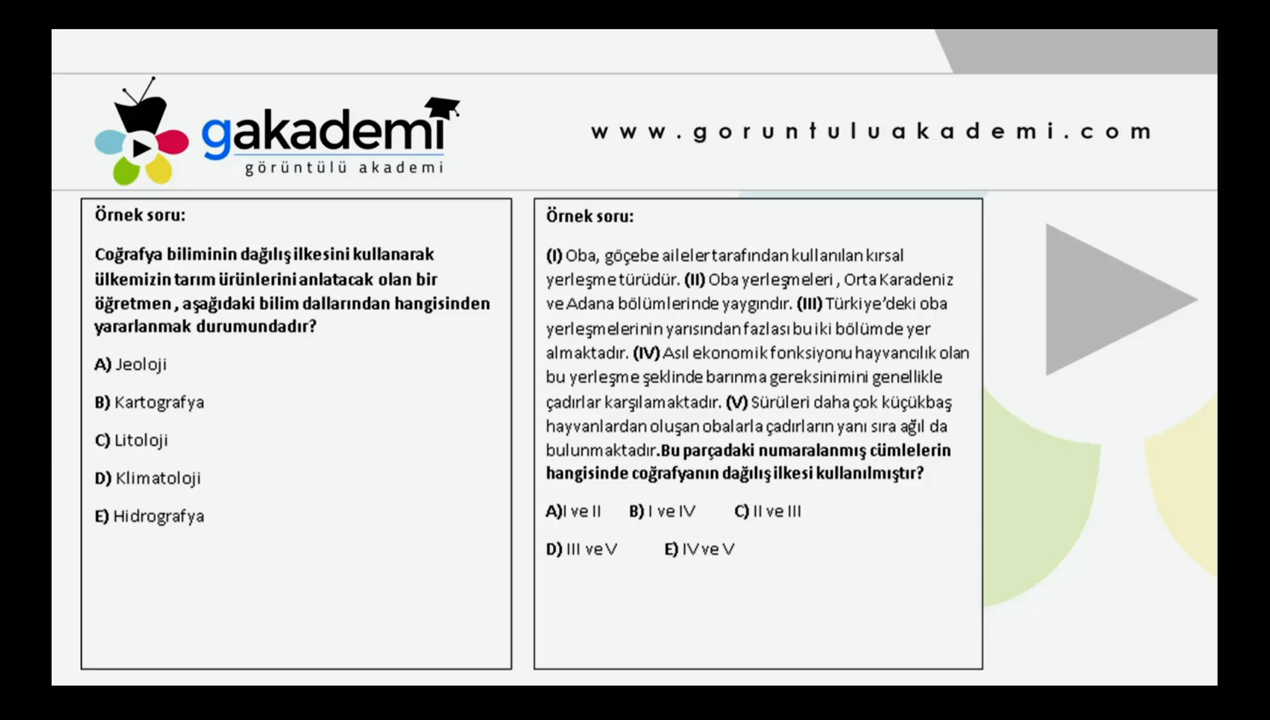 gakademi
görüntülü akademi
www.goruntuluakademi.com
Örnek soru:
Coğrafya biliminin dağılış ilkesini kullanarak
ülkemizin tarım ürünlerini anlatacak olan bir
öğretmen , aşağıdaki bilim dallarından hangisinden
yararlanmak durumundadır?
A) Jeoloji
B) Kartografya
C) Litoloji
D) Klimatoloji
E) Hidrografya
Örnek soru:
(I) Oba, göçebe aileler tarafından kullanılan kırsal
yerleşme türüdür. (II) Oba yerleşmeleri , Orta Karadeniz
ve Adana bölümlerinde yaygındır. (III) Türkiye'deki oba
yerleşmelerinin yarısından fazlası bu iki bölümde yer
almaktadır. (IV) Asıl ekonomik fonksiyonu hayvancılık olan
bu yerleşme şeklinde barınma gereksinimini genellikle
çadırlar karşılamaktadır. (V) Sürüleri daha çok küçükbaş
hayvanlardan oluşan obalarla çadırların yanı sıra ağıl da
bulunmaktadır.Bu parçadaki numaralanmış cümlelerin
hangisinde coğrafyanın dağılış ilkesi kullanılmıştır?
A)I ve II B) I ve IV C) II ve III
D) III ve V E) IV ve V